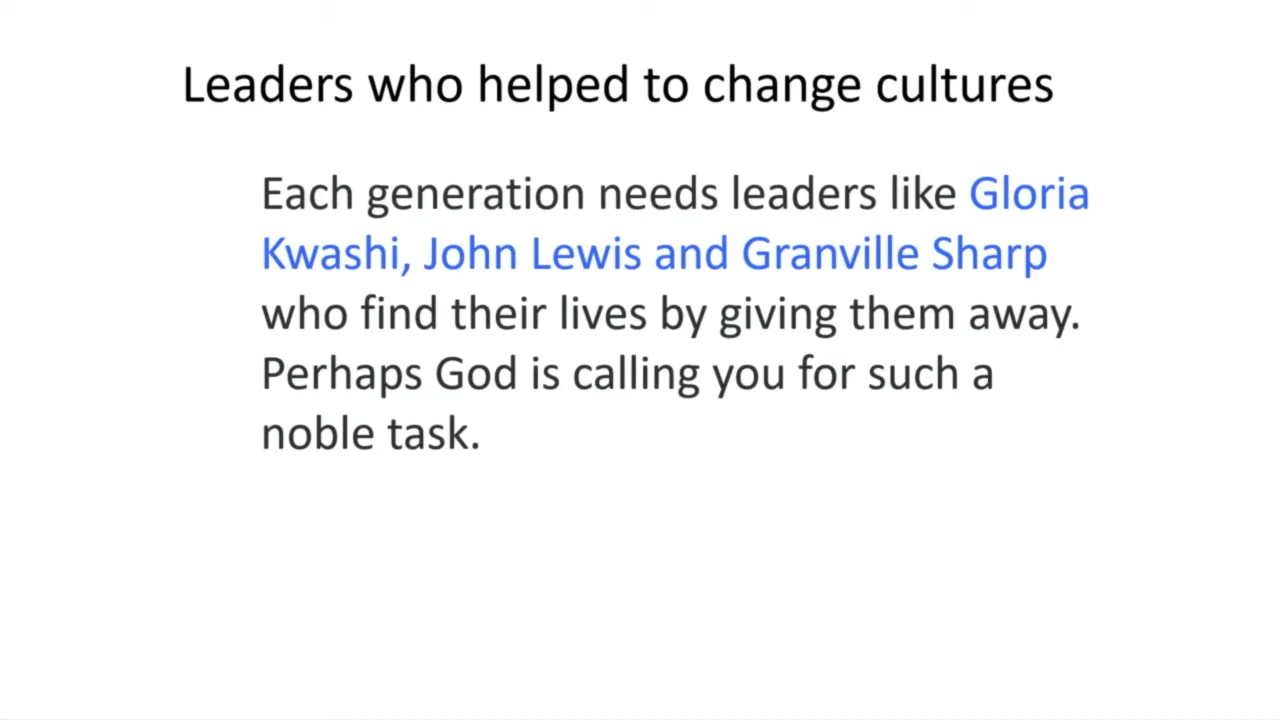 Leaders who helped to change cultures
Each generation needs leaders like Gloria
Kwashi, John Lewis and Granville Sharp
who find their lives by giving them away.
Perhaps God is calling you for such a
noble task.